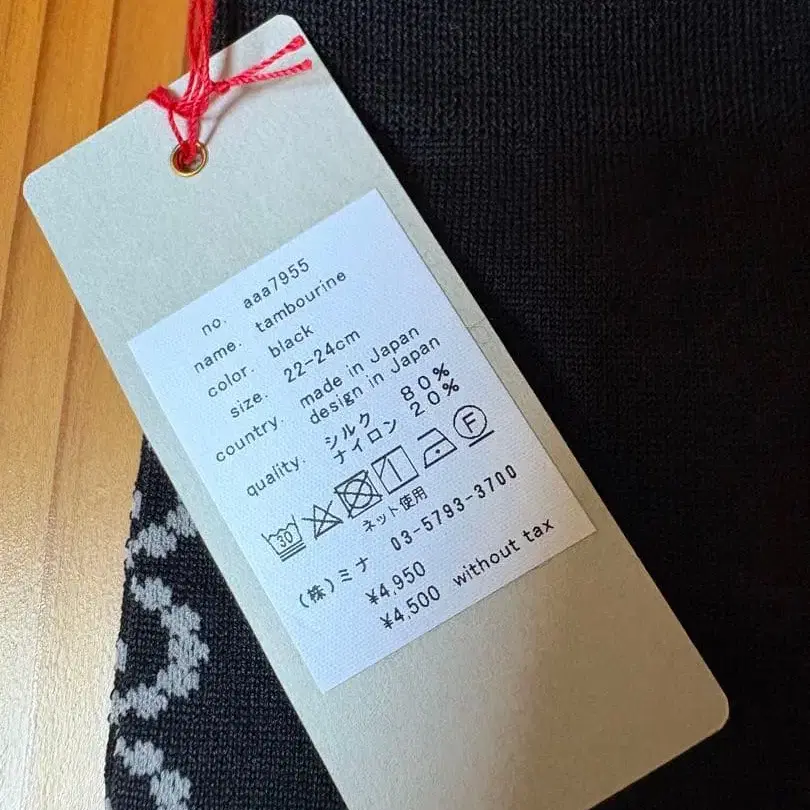 no. aaa7955
name. tambourine
color. black
size. 22-24cm
country. made in Japan
design in Japan
quality. シルク 80%
ナイロン 20%
30 F
ネット使用
(株)ミナ 03-5793-3700
¥4,950
¥4,500 without tax